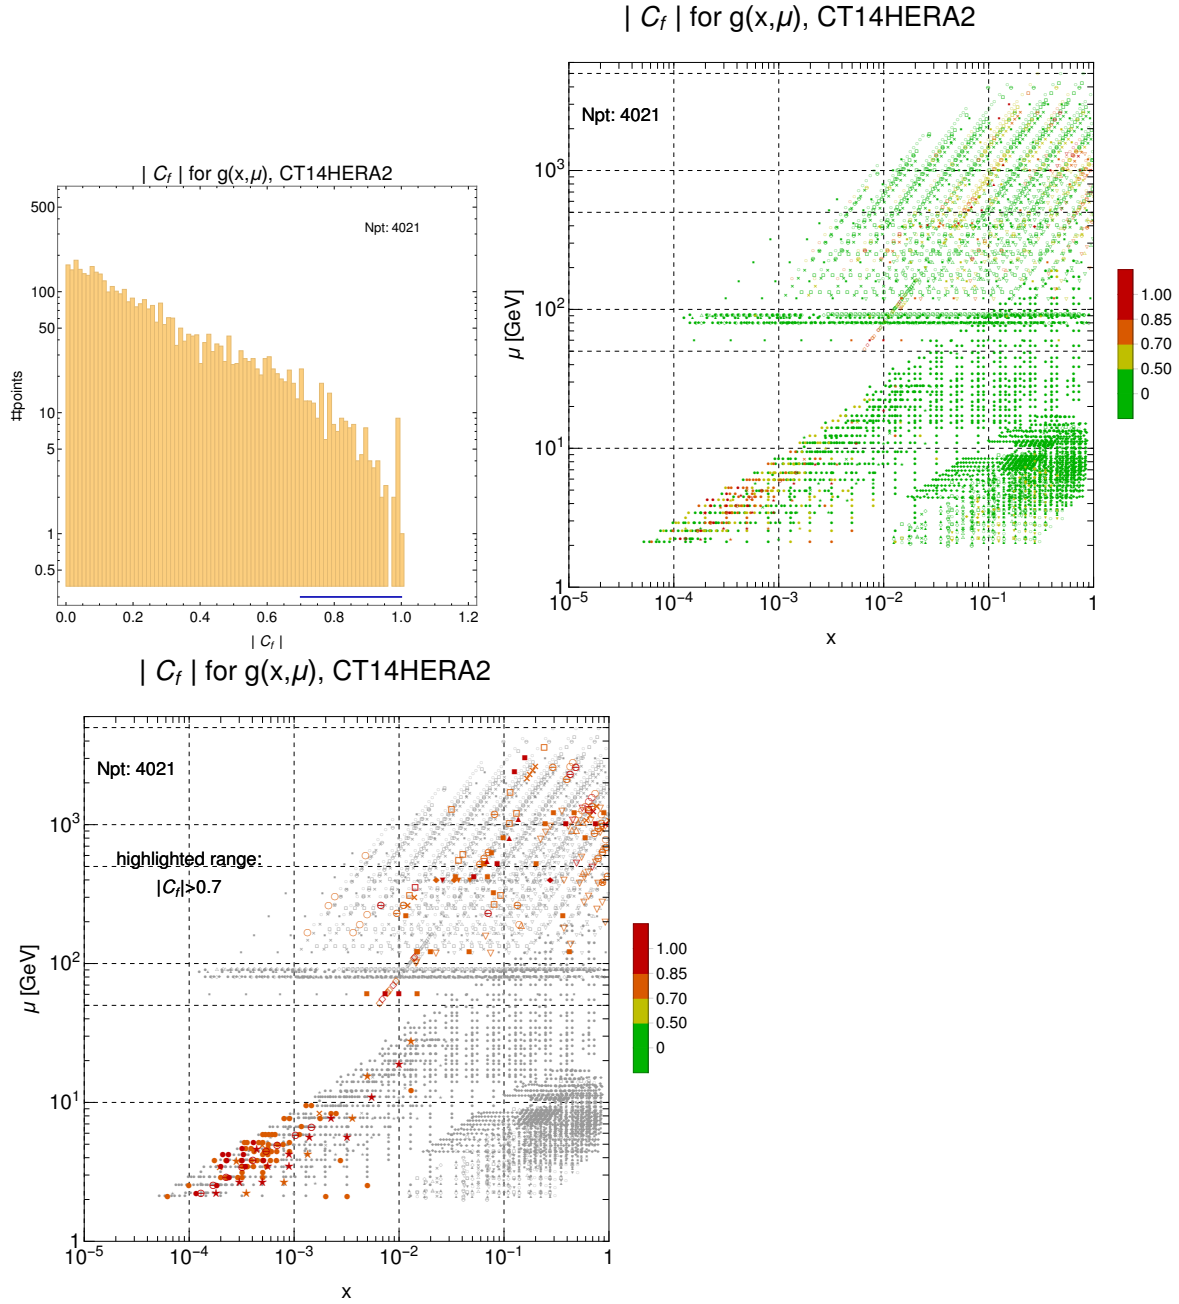 | C_f | for g(x,μ), CT14HERA2
Npt: 4021
500
100
50
10
5
1
0.5
0.0 0.2 0.4 0.6 0.8 1.0 1.2
‡‡points
| C_f |
| C_f | for g(x,μ), CT14HERA2
Npt: 4021
10^3
10^2
10^1
1
10^-5 10^-4 10^-3 10^-2 10^-1 1
μ [GeV]
x
1.00
0.85
0.70
0.50
0
| C_f | for g(x,μ), CT14HERA2
Npt: 4021
highlighted range:
|C_f|>0.7
10^3
10^2
10^1
1
10^-5 10^-4 10^-3 10^-2 10^-1 1
μ [GeV]
x
1.00
0.85
0.70
0.50
0